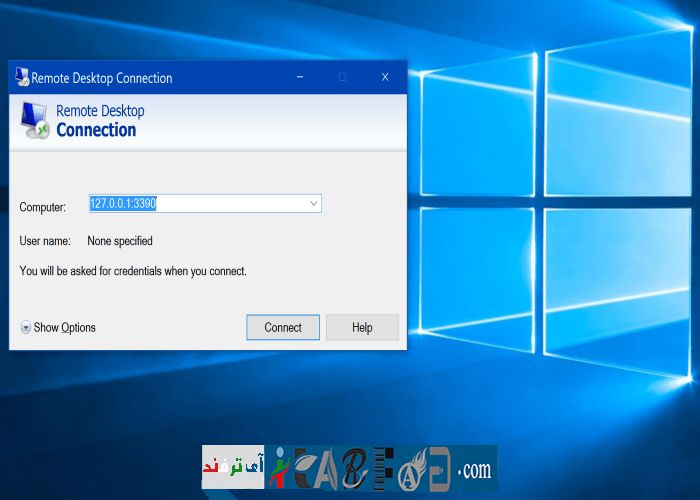 Remote Desktop Connection
Remote Desktop
Connection
Computer:
127.0.0.1:3390
User name:
None specified
You will be asked for credentials when you connect.
Show Options
Connect
Help
آی ترفند
.com